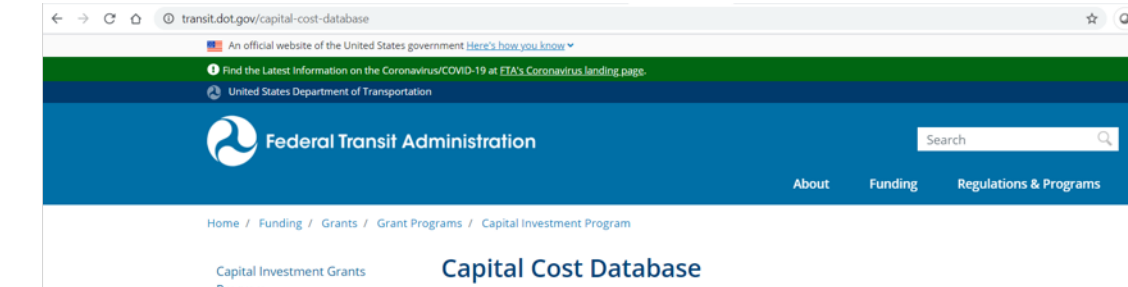 transit.dot.gov/capital-cost-database
An official website of the United States government Here's how you know
Find the Latest Information on the Coronavirus/COVID-19 at FTA's Coronavirus landing page.
United States Department of Transportation
Federal Transit Administration
Search
About Funding Regulations & Programs
Home / Funding / Grants / Grant Programs / Capital Investment Program
Capital Investment Grants
Capital Cost Database